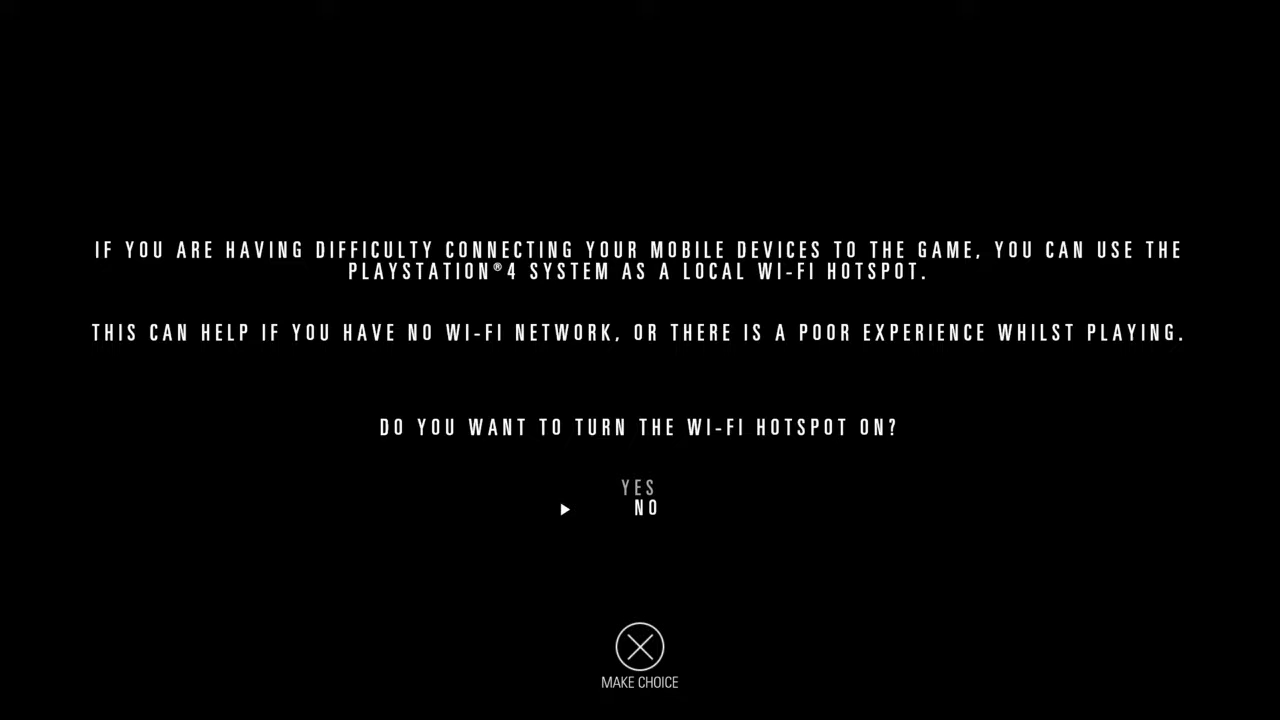 IF YOU ARE HAVING DIFFICULTY CONNECTING YOUR MOBILE DEVICES TO THE GAME, YOU CAN USE THE
PLAYSTATION®4 SYSTEM AS A LOCAL WI-FI HOTSPOT.
THIS CAN HELP IF YOU HAVE NO WI-FI NETWORK, OR THERE IS A POOR EXPERIENCE WHILST PLAYING.
DO YOU WANT TO TURN THE WI-FI HOTSPOT ON?
YES
NO
MAKE CHOICE